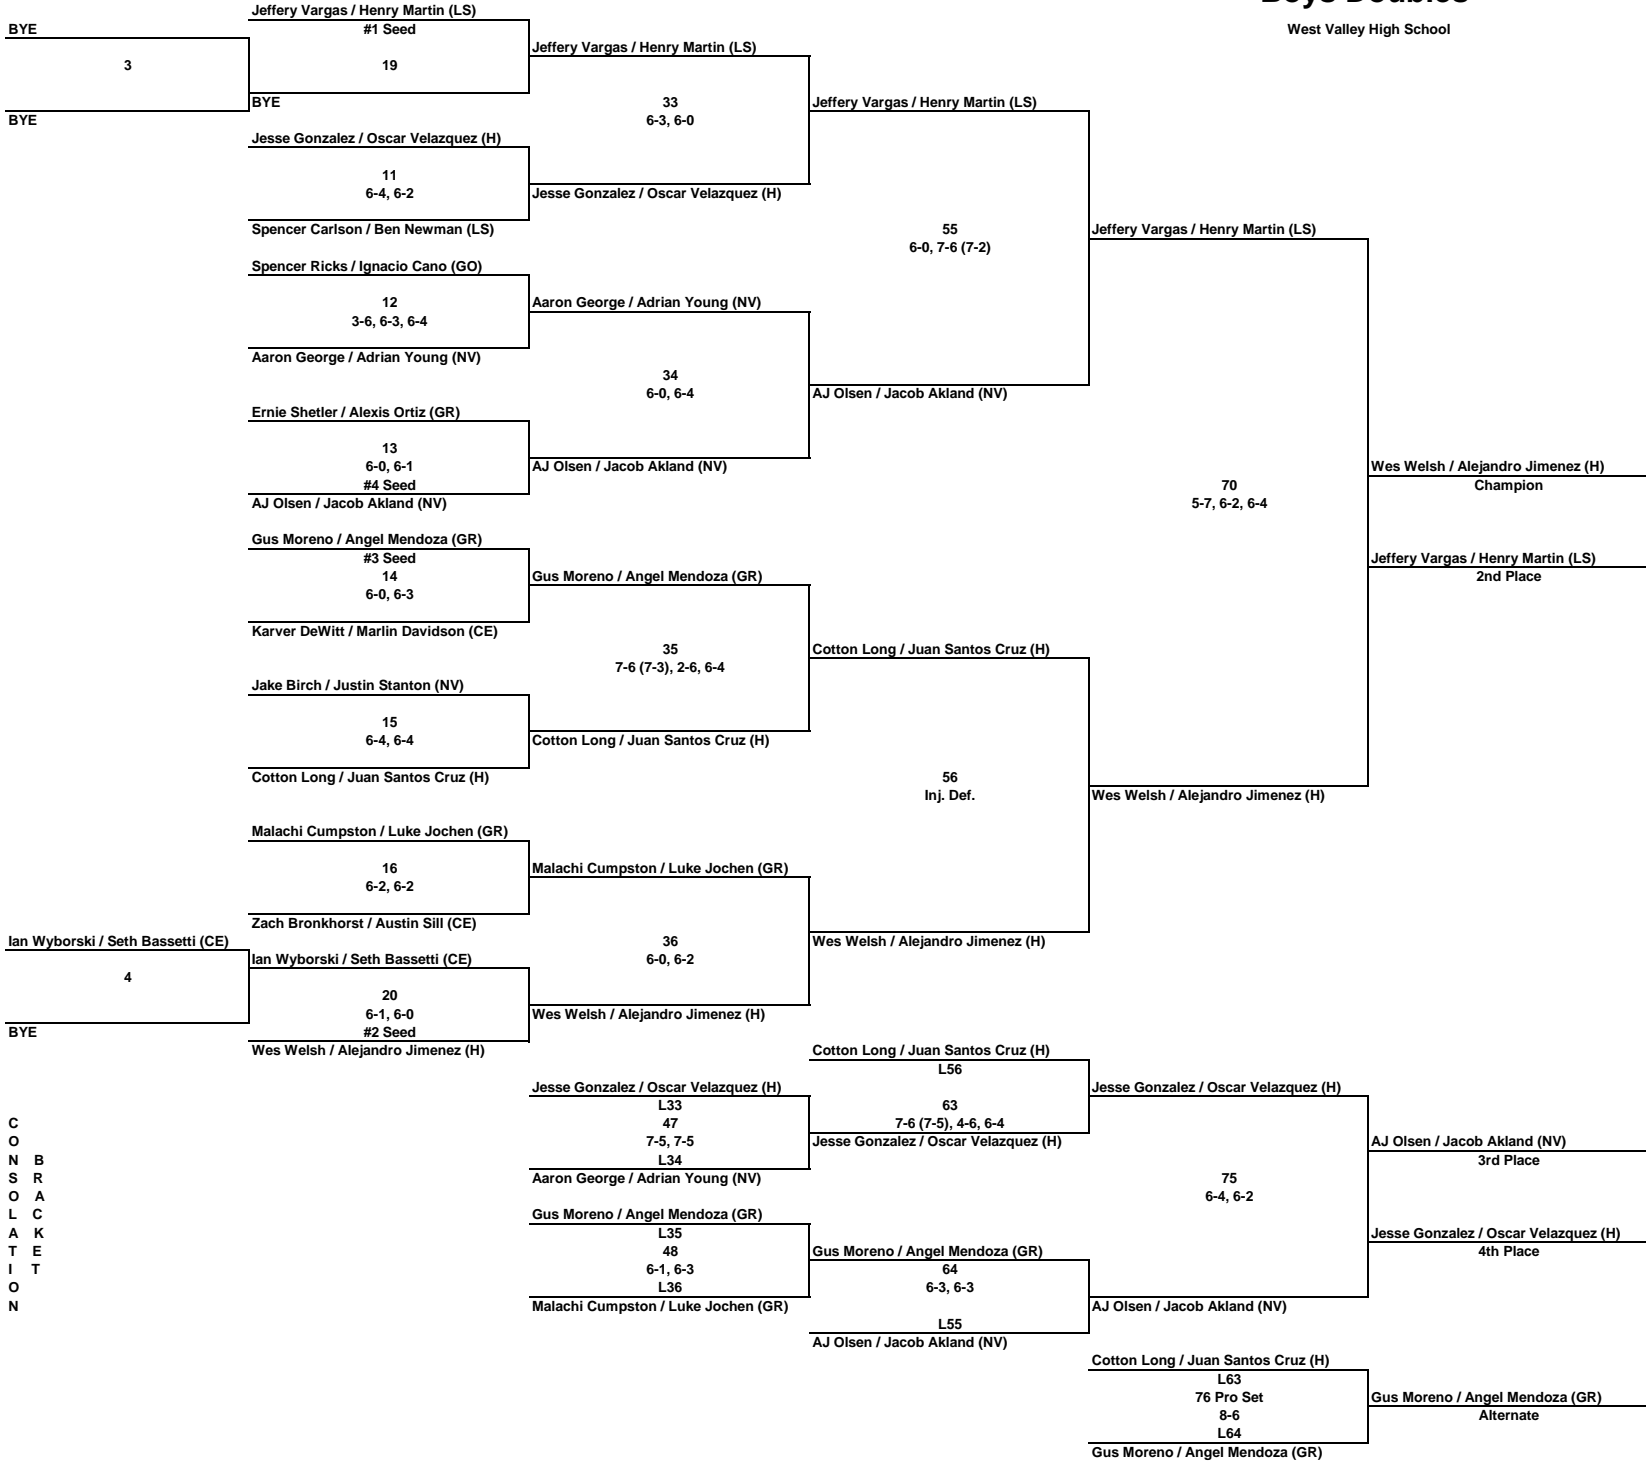 Boys Doubles
West Valley High School
Jeffery Vargas / Henry Martin (LS)
BYE
#1 Seed
Jeffery Vargas / Henry Martin (LS)
3
19
BYE
33
Jeffery Vargas / Henry Martin (LS)
BYE
6-3, 6-0
Jesse Gonzalez / Oscar Velazquez (H)
11
6-4, 6-2
Jesse Gonzalez / Oscar Velazquez (H)
Spencer Carlson / Ben Newman (LS)
55
Jeffery Vargas / Henry Martin (LS)
6-0, 7-6 (7-2)
Spencer Ricks / Ignacio Cano (GO)
12
Aaron George / Adrian Young (NV)
3-6, 6-3, 6-4
Aaron George / Adrian Young (NV)
34
6-0, 6-4
AJ Olsen / Jacob Akland (NV)
Ernie Shetler / Alexis Ortiz (GR)
13
6-0, 6-1
AJ Olsen / Jacob Akland (NV)
Wes Welsh / Alejandro Jimenez (H)
#4 Seed
70
Champion
AJ Olsen / Jacob Akland (NV)
5-7, 6-2, 6-4
Gus Moreno / Angel Mendoza (GR)
#3 Seed
Jeffery Vargas / Henry Martin (LS)
14
Gus Moreno / Angel Mendoza (GR)
2nd Place
6-0, 6-3
Karver DeWitt / Marlin Davidson (CE)
35
Cotton Long / Juan Santos Cruz (H)
7-6 (7-3), 2-6, 6-4
Jake Birch / Justin Stanton (NV)
15
6-4, 6-4
Cotton Long / Juan Santos Cruz (H)
Cotton Long / Juan Santos Cruz (H)
56
Inj. Def.
Wes Welsh / Alejandro Jimenez (H)
Malachi Cumpston / Luke Jochen (GR)
16
Malachi Cumpston / Luke Jochen (GR)
6-2, 6-2
Zach Bronkhorst / Austin Sill (CE)
Ian Wyborski / Seth Bassetti (CE)
36
Wes Welsh / Alejandro Jimenez (H)
Ian Wyborski / Seth Bassetti (CE)
6-0, 6-2
4
20
6-1, 6-0
Wes Welsh / Alejandro Jimenez (H)
BYE
#2 Seed
Wes Welsh / Alejandro Jimenez (H)
Cotton Long / Juan Santos Cruz (H)
L56
Jesse Gonzalez / Oscar Velazquez (H)
Jesse Gonzalez / Oscar Velazquez (H)
L33
63
47
7-6 (7-5), 4-6, 6-4
7-5, 7-5
Jesse Gonzalez / Oscar Velazquez (H)
AJ Olsen / Jacob Akland (NV)
L34
3rd Place
Aaron George / Adrian Young (NV)
75
6-4, 6-2
Gus Moreno / Angel Mendoza (GR)
L35
Jesse Gonzalez / Oscar Velazquez (H)
48
Gus Moreno / Angel Mendoza (GR)
4th Place
6-1, 6-3
64
L36
6-3, 6-3
Malachi Cumpston / Luke Jochen (GR)
AJ Olsen / Jacob Akland (NV)
L55
AJ Olsen / Jacob Akland (NV)
CONSOLATION
BRACKET
Cotton Long / Juan Santos Cruz (H)
L63
76 Pro Set
Gus Moreno / Angel Mendoza (GR)
8-6
Alternate
L64
Gus Moreno / Angel Mendoza (GR)